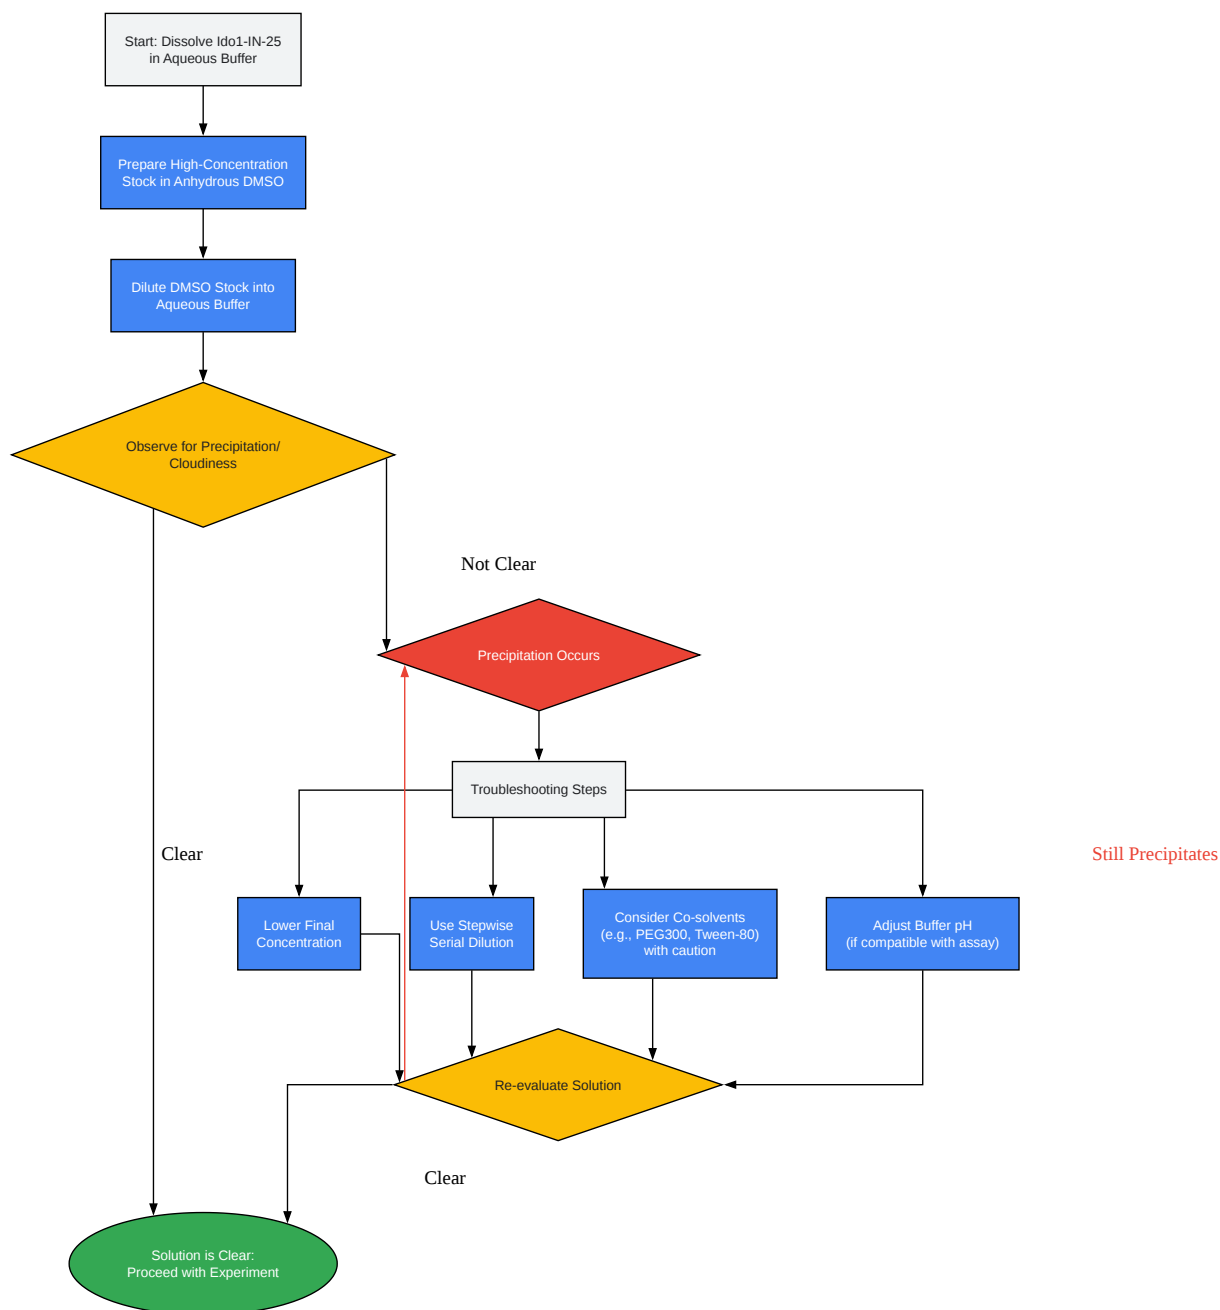 Start: Dissolve Ido1-IN-25
in Aqueous Buffer
Prepare High-Concentration
Stock in Anhydrous DMSO
Dilute DMSO Stock into
Aqueous Buffer
Observe for Precipitation/
Cloudiness
Not Clear
Precipitation Occurs
Troubleshooting Steps
Clear
Still Precipitates
Lower Final
Concentration
Use Stepwise
Serial Dilution
Consider Co-solvents
(e.g., PEG300, Tween-80)
with caution
Adjust Buffer pH
(if compatible with assay)
Re-evaluate Solution
Clear
Solution is Clear:
Proceed with Experiment